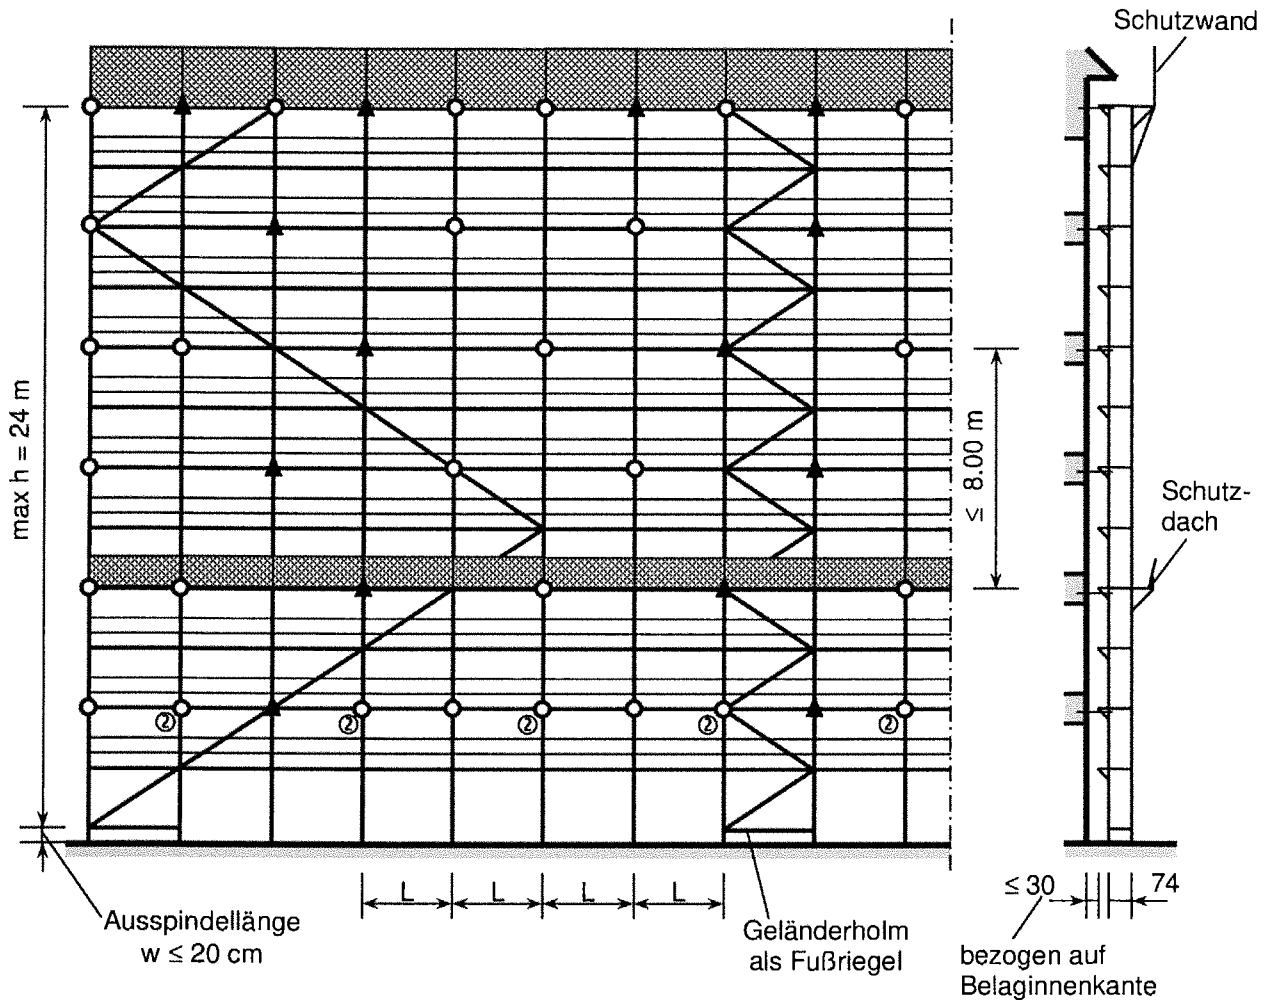 Schutzwand
max h = 24 m
≤ 8.00 m
Schutz-
dach
② ② ② ② ②
L L L L
≤ 30 74
Ausspindellänge
w ≤ 20 cm
Geländerholm
als Fußriegel
bezogen auf
Belaginnenkante